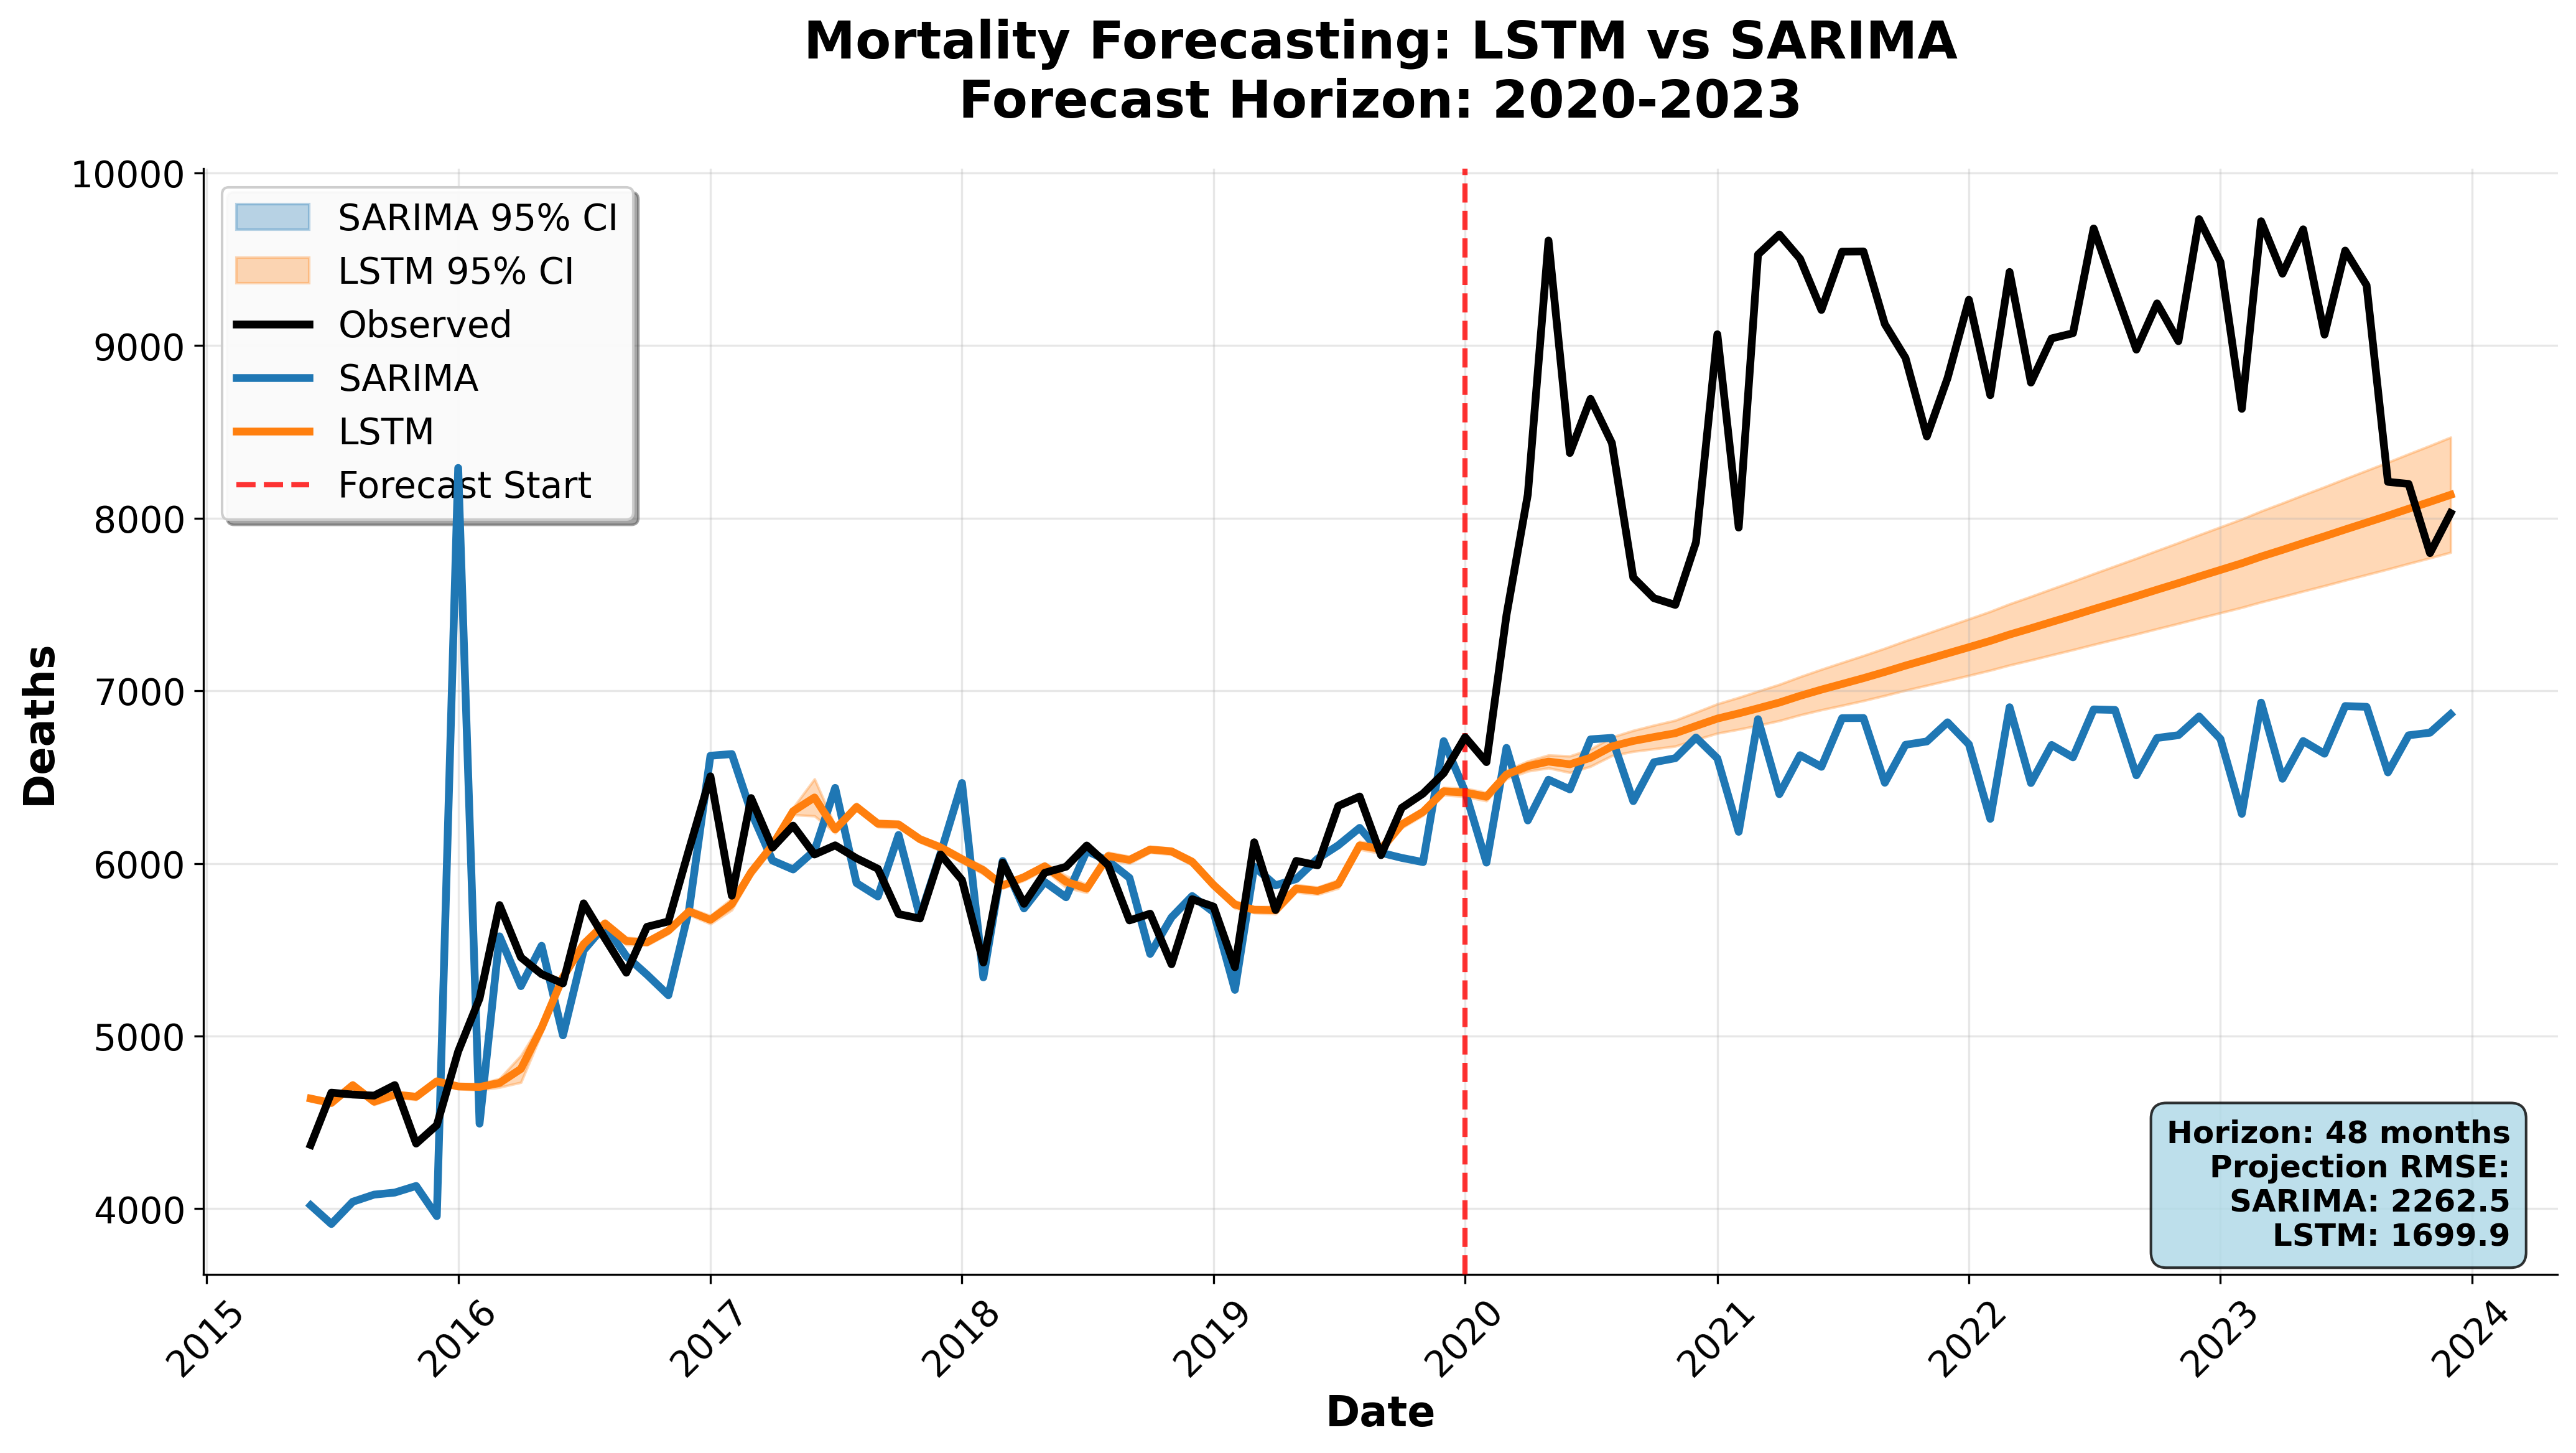 Mortality Forecasting: LSTM vs SARIMA
Forecast Horizon: 2020-2023
10000
9000
8000
7000
6000
5000
4000
Deaths
SARIMA 95% CI
LSTM 95% CI
Observed
SARIMA
LSTM
Forecast Start
Horizon: 48 months
Projection RMSE:
SARIMA: 2262.5
LSTM: 1699.9
2015
2016
2017
2018
2019
2020
2021
2022
2023
2024
Date